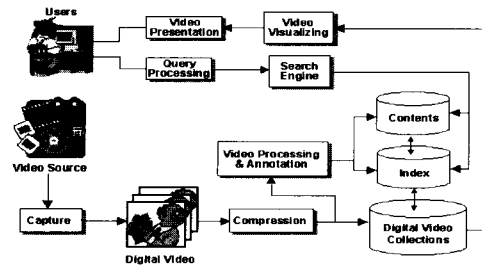 Users
Video
Presentation
Video
Visualizing
Query
Processing
Search
Engine
Video Source
Video Processing
& Annotation
Contents
Index
Capture
Digital Video
Compression
Digital Video
Collections